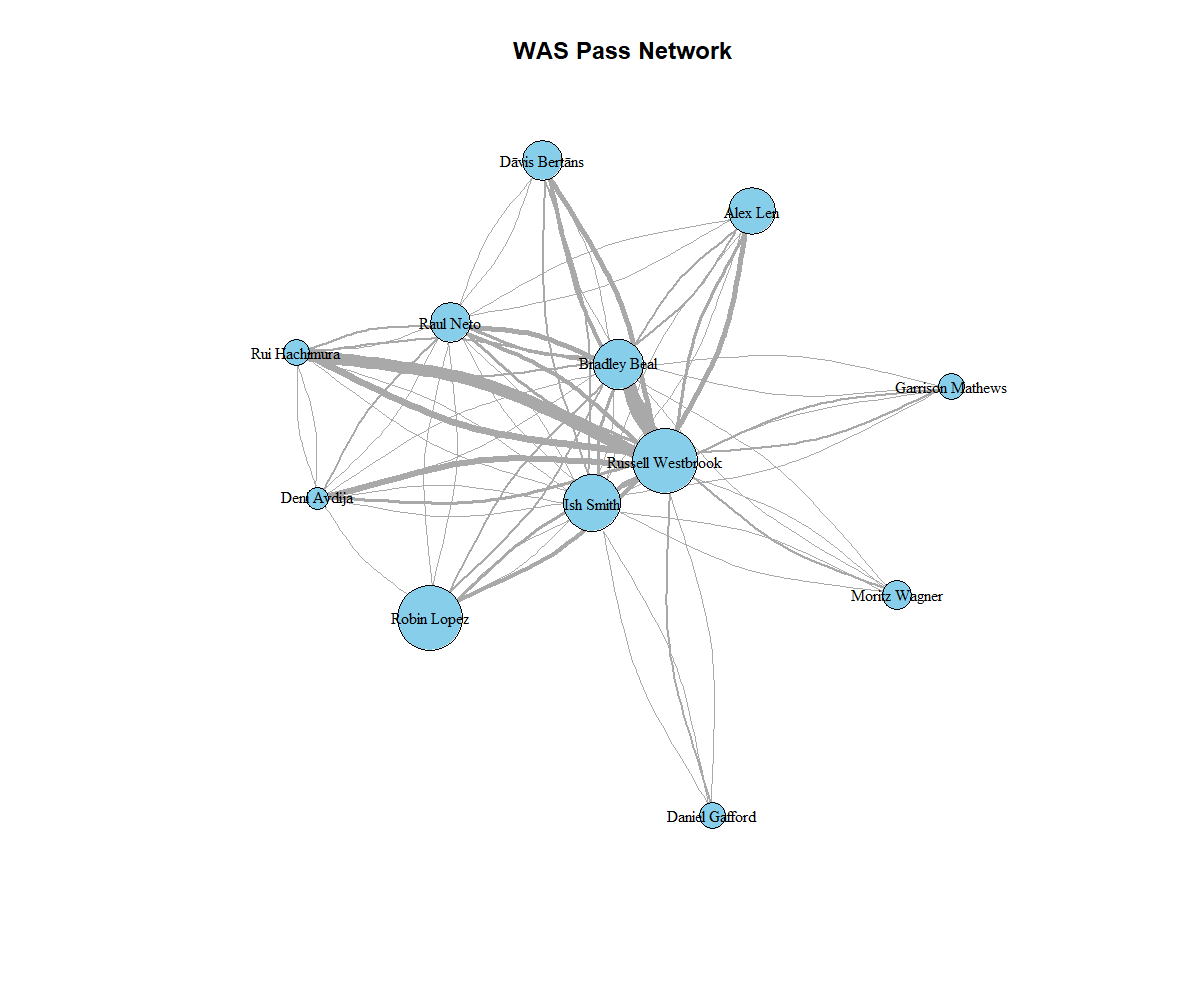 WAS Pass Network
Dāvis Bertāns
Alex Len
Raul Neto
Rui Hachimura
Bradley Beal
Garrison Mathews
Russell Westbrook
Deni Avdija
Ish Smith
Moritz Wagner
Robin Lopez
Daniel Gafford